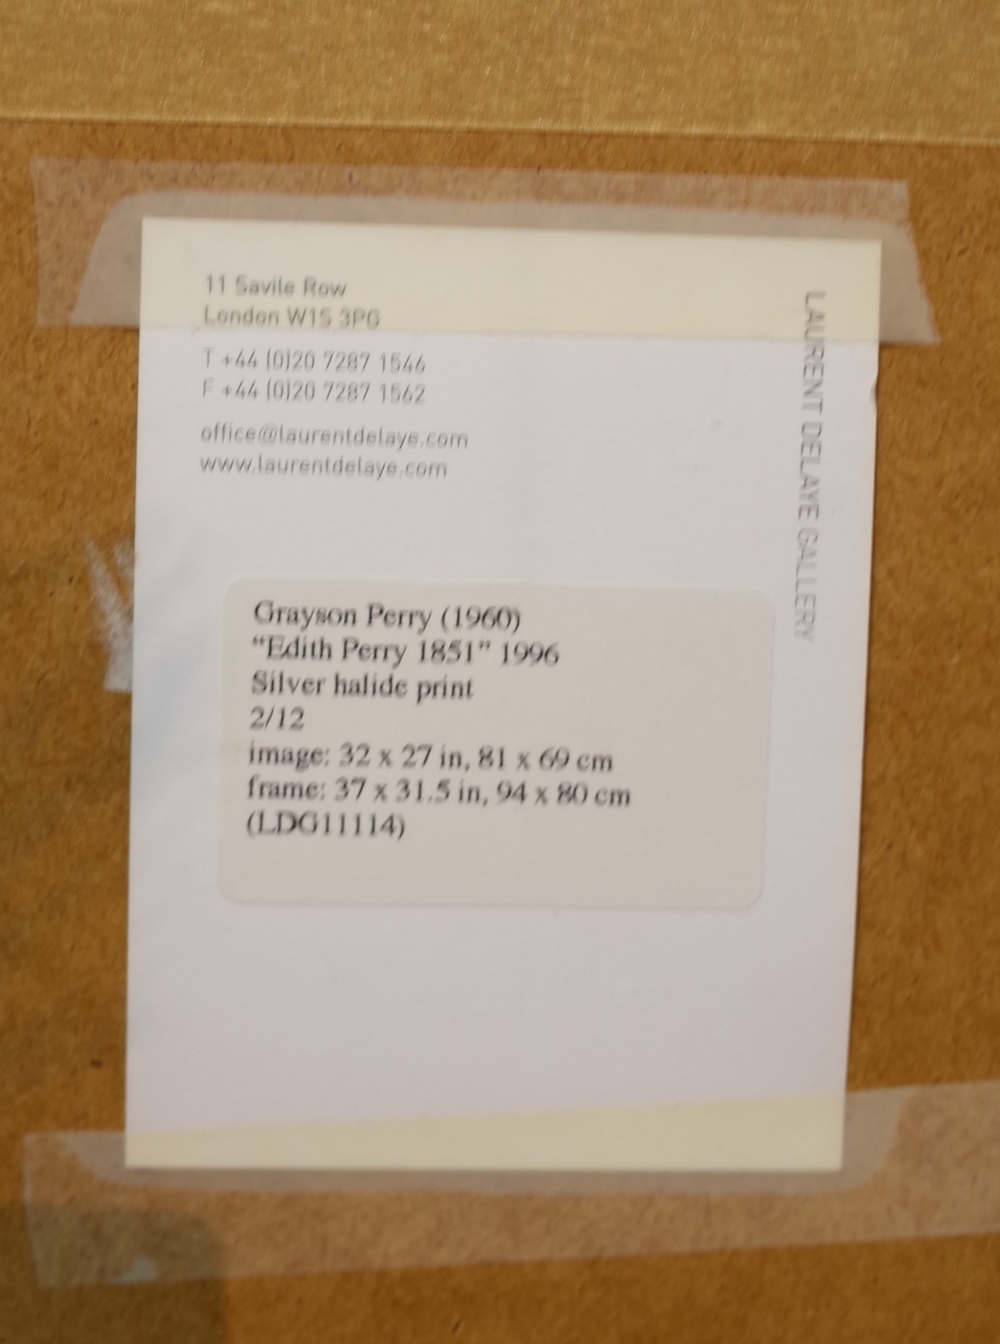 11 Savile Row
London W1S 3PG
T +44 (0)20 7287 1546
F +44 (0)20 7287 1562
office@laurentdelaye.com
www.laurentdelaye.com
LAURENT DELAYE GALLERY
Grayson Perry (1960)
“Edith Perry 1851” 1996
Silver halide print
2/12
image: 32 x 27 in, 81 x 69 cm
frame: 37 x 31.5 in, 94 x 80 cm
(LDG11114)